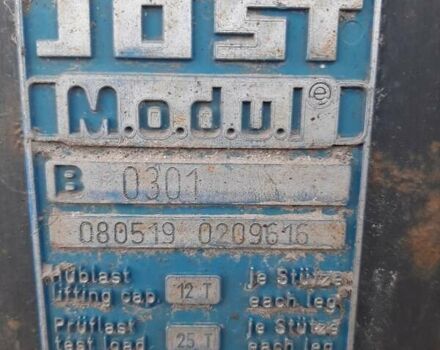 JOST
M.o.d.u.l e
B 0301
080519 0209616
Hublast 12 T je Stütze
lifting cap. each leg
Prüflast 25 T je Stütze
test load each leg